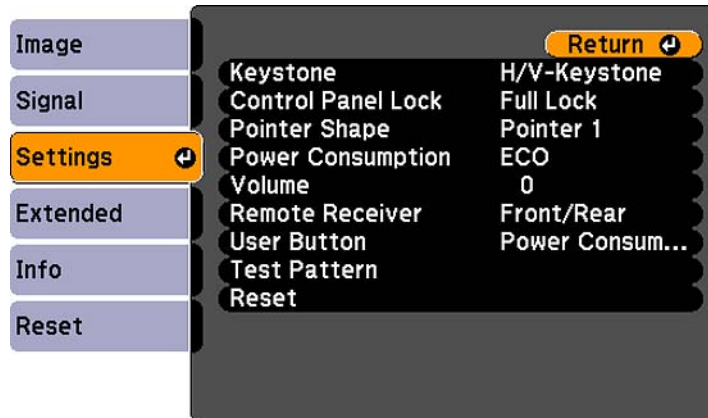 Image
Signal
Settings
Extended
Info
Reset
Return
Keystone H/V-Keystone
Control Panel Lock Full Lock
Pointer Shape Pointer 1
Power Consumption ECO
Volume 0
Remote Receiver Front/Rear
User Button Power Consum...
Test Pattern
Reset